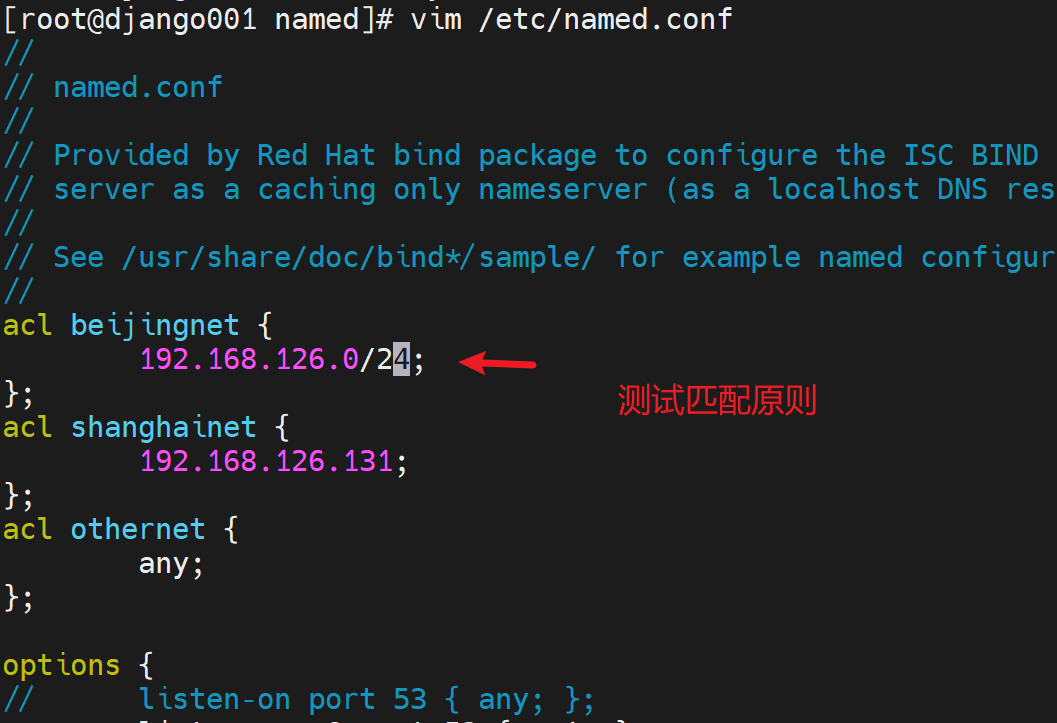 [root@django001 named]# vim /etc/named.conf
//
// named.conf
//
// Provided by Red Hat bind package to configure the ISC BIND
// server as a caching only nameserver (as a localhost DNS res
//
// See /usr/share/doc/bind*/sample/ for example named configur
//
acl beijingnet {
192.168.126.0/24;
测试匹配原则
};
acl shanghainet {
192.168.126.131;
};
acl othernet {
any;
};
options {
// listen-on port 53 { any; };